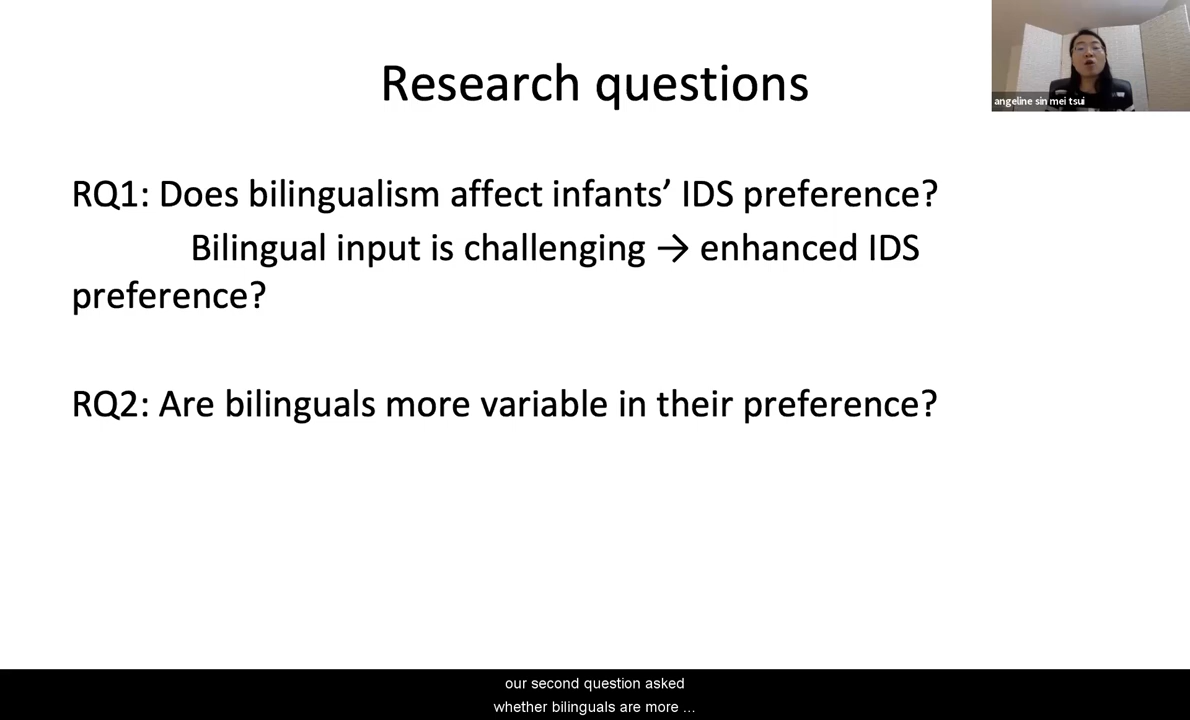 Research questions
angeline sin mei tsui
RQ1: Does bilingualism affect infants’ IDS preference?
Bilingual input is challenging → enhanced IDS
preference?
RQ2: Are bilinguals more variable in their preference?
our second question asked
whether bilinguals are more ...